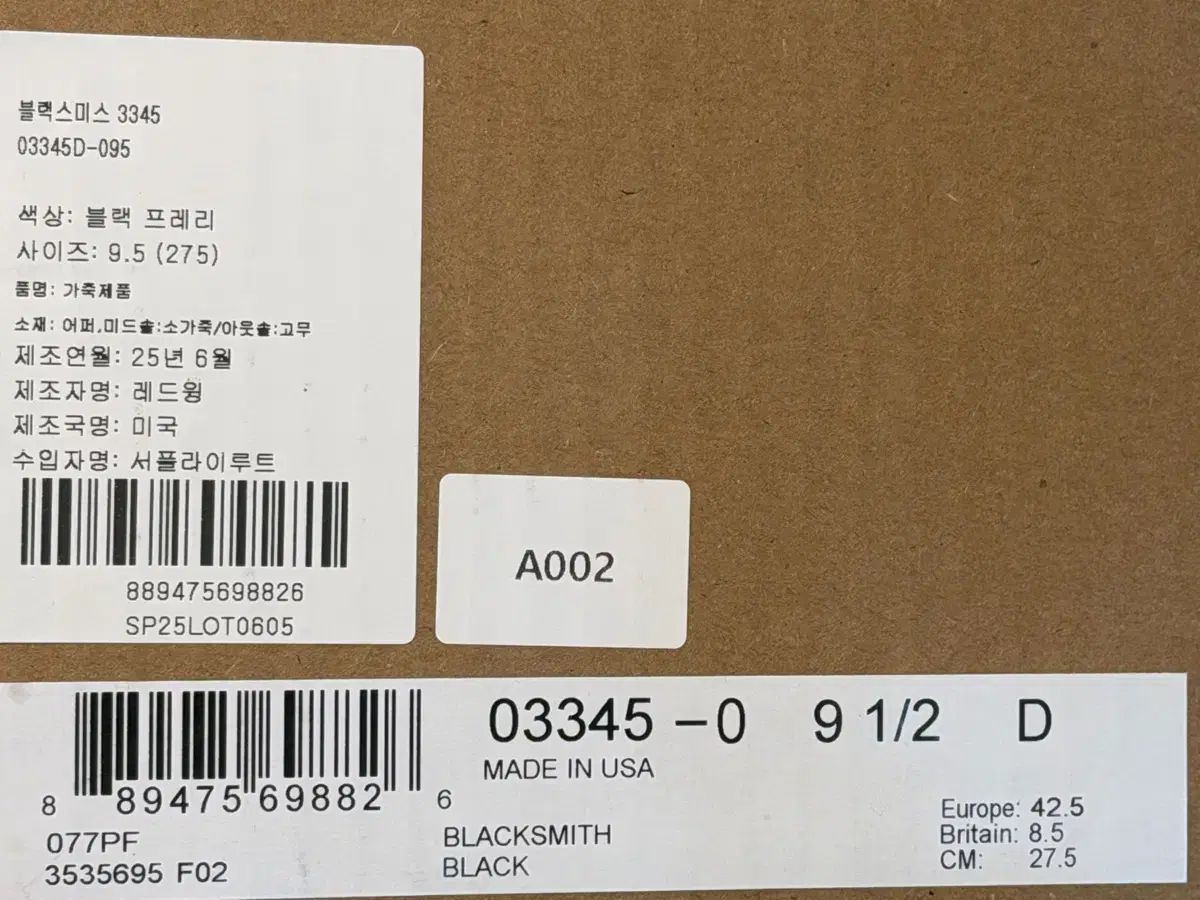 블랙스미스 3345
03345D-095
색상: 블랙 프레리
사이즈: 9.5 (275)
품명: 가죽제품
소재: 어퍼,미드솔:소가죽/아웃솔:고무
제조연월: 25년 6월
제조자명: 레드윙
제조국명: 미국
수입자명: 서플라이루트
889475698826
SP25LOT0605
A002
03345 -0 9 1/2 D
MADE IN USA
8 89475 69882 6
077PF
3535695 F02
BLACKSMITH
BLACK
Europe: 42.5
Britain: 8.5
CM: 27.5